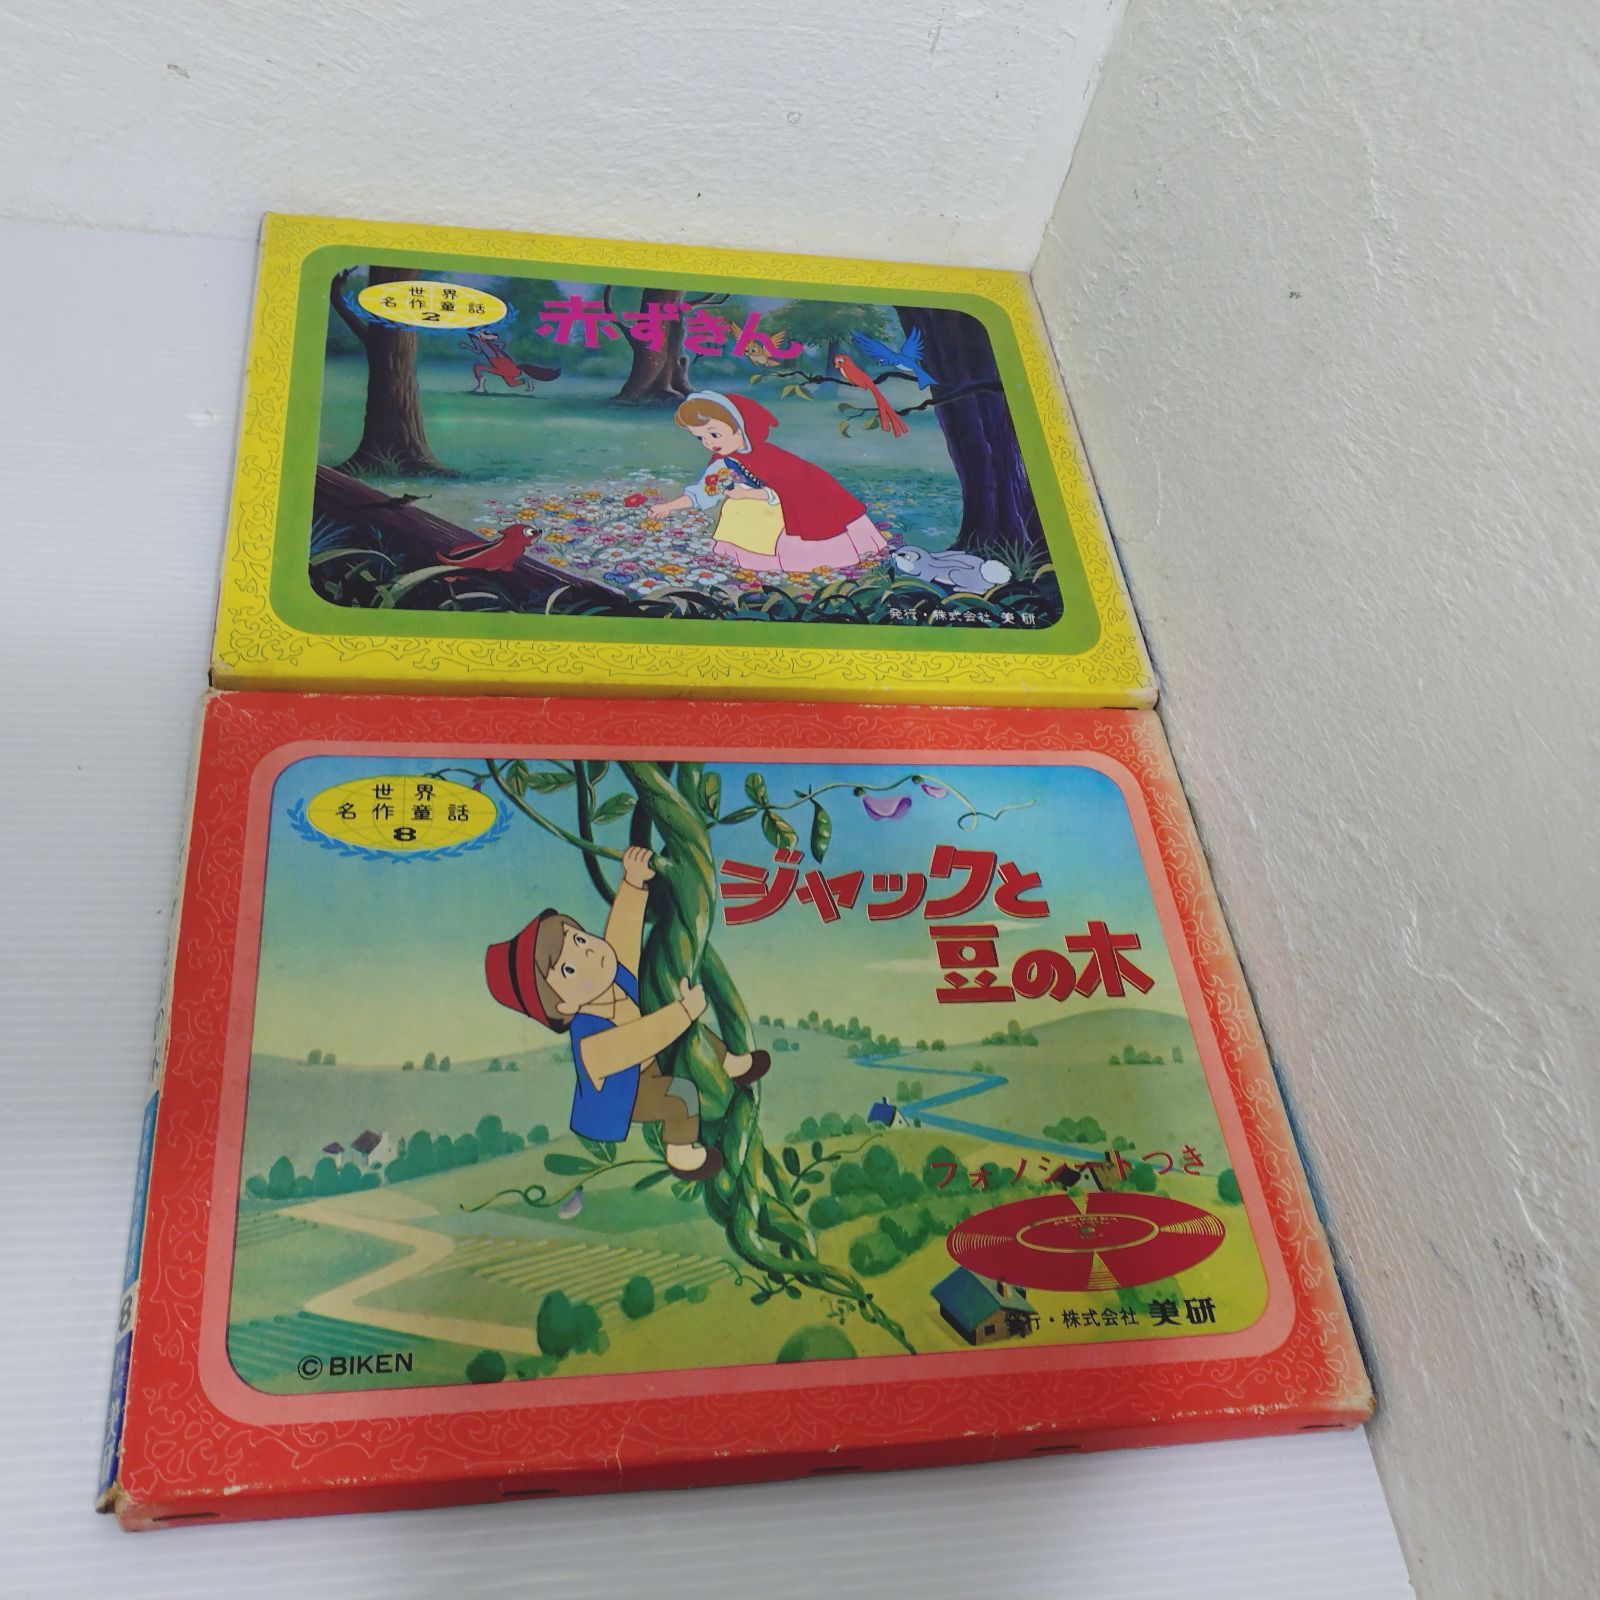 世界
名作童話
2
赤ずきん
発行・株式会社 美研
世界
名作童話
8
ジャックと
豆の木
フォノシートつき
発行・株式会社 美研
©BIKEN
8